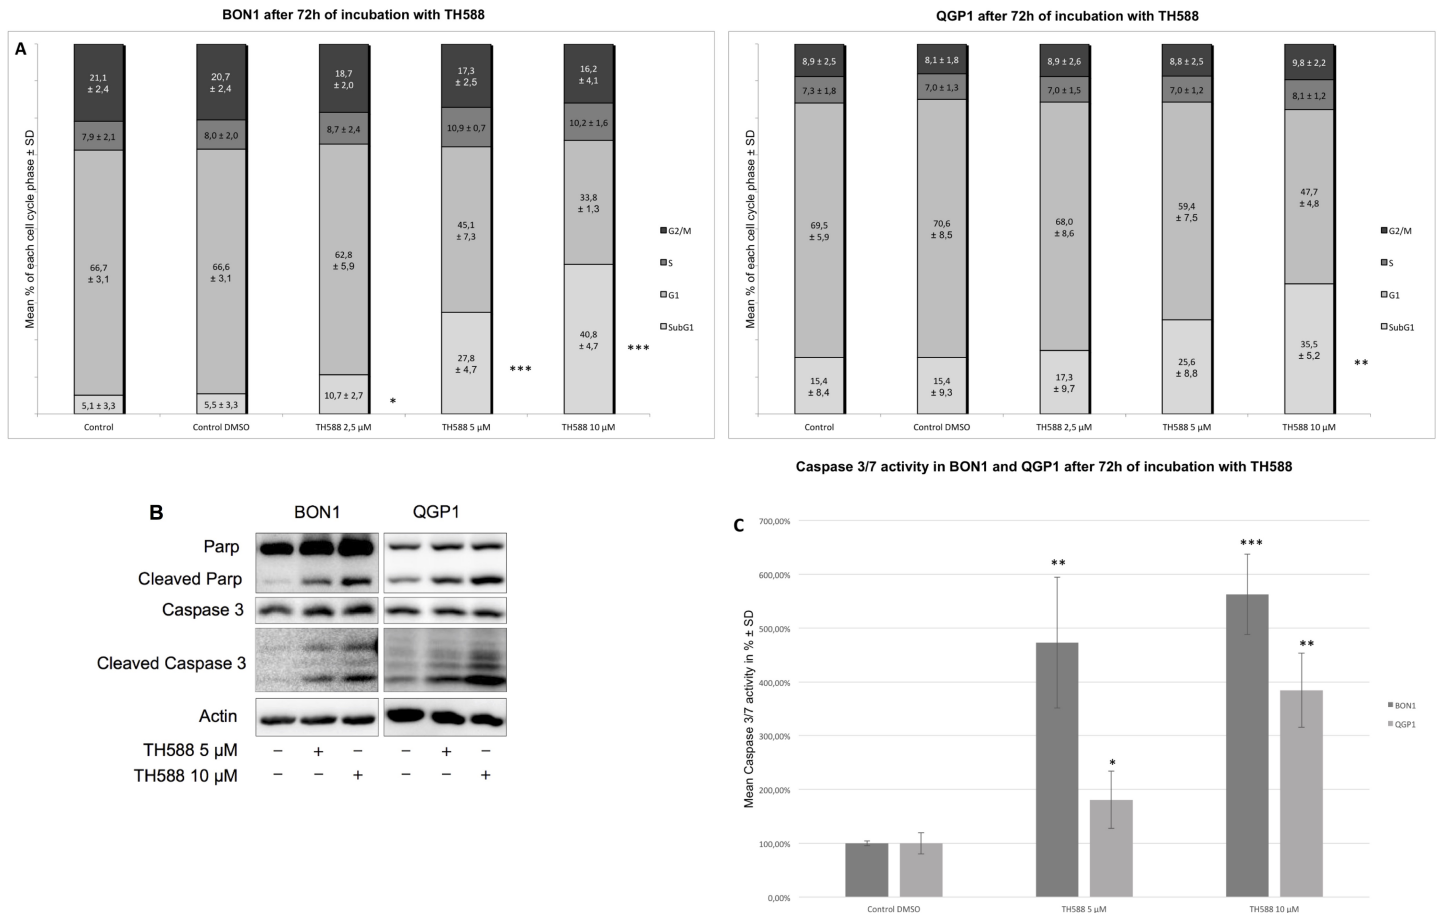 BON1 after 72h of incubation with TH588
A
Mean % of each cell cycle phase ± SD
21,1
± 2,4
7,9 ± 2,1
66,7
± 3,1
5,1 ± 3,3
Control
20,7
± 2,4
8,0 ± 2,0
66,6
± 3,1
5,5 ± 3,3
Control DMSO
18,7
± 2,0
8,7 ± 2,4
62,8
± 5,9
10,7 ± 2,7
*
TH588 2,5 µM
17,3
± 2,5
10,9 ± 0,7
45,1
± 7,3
27,8
± 4,7
***
TH588 5 µM
16,2
± 4,1
10,2 ± 1,6
33,8
± 1,3
40,8
± 4,7
***
TH588 10 µM
G2/M
S
G1
SubG1
QGP1 after 72h of incubation with TH588
Mean % of each cell cycle phase ± SD
8,9 ± 2,5
7,3 ± 1,8
69,5
± 5,9
15,4
± 8,4
Control
8,1 ± 1,8
7,0 ± 1,3
70,6
± 8,5
15,4
± 9,3
Control DMSO
8,9 ± 2,6
7,0 ± 1,5
68,0
± 8,6
17,3
± 9,7
TH588 2,5 µM
8,8 ± 2,5
7,0 ± 1,2
59,4
± 7,5
25,6
± 8,8
TH588 5 µM
9,8 ± 2,2
8,1 ± 1,2
47,7
± 4,8
35,5
± 5,2
**
TH588 10 µM
G2/M
S
G1
SubG1
B
BON1 QGP1
Parp
Cleaved Parp
Caspase 3
Cleaved Caspase 3
Actin
TH588 5 µM − + − − + −
TH588 10 µM − − + − − +
Caspase 3/7 activity in BON1 and QGP1 after 72h of incubation with TH588
C
Mean Caspase 3/7 activity in % ± SD
700,00%
600,00%
500,00%
400,00%
300,00%
200,00%
100,00%
0,00%
**
*
***
**
Control DMSO
TH588 5 µM
TH588 10 µM
BON1
QGP1